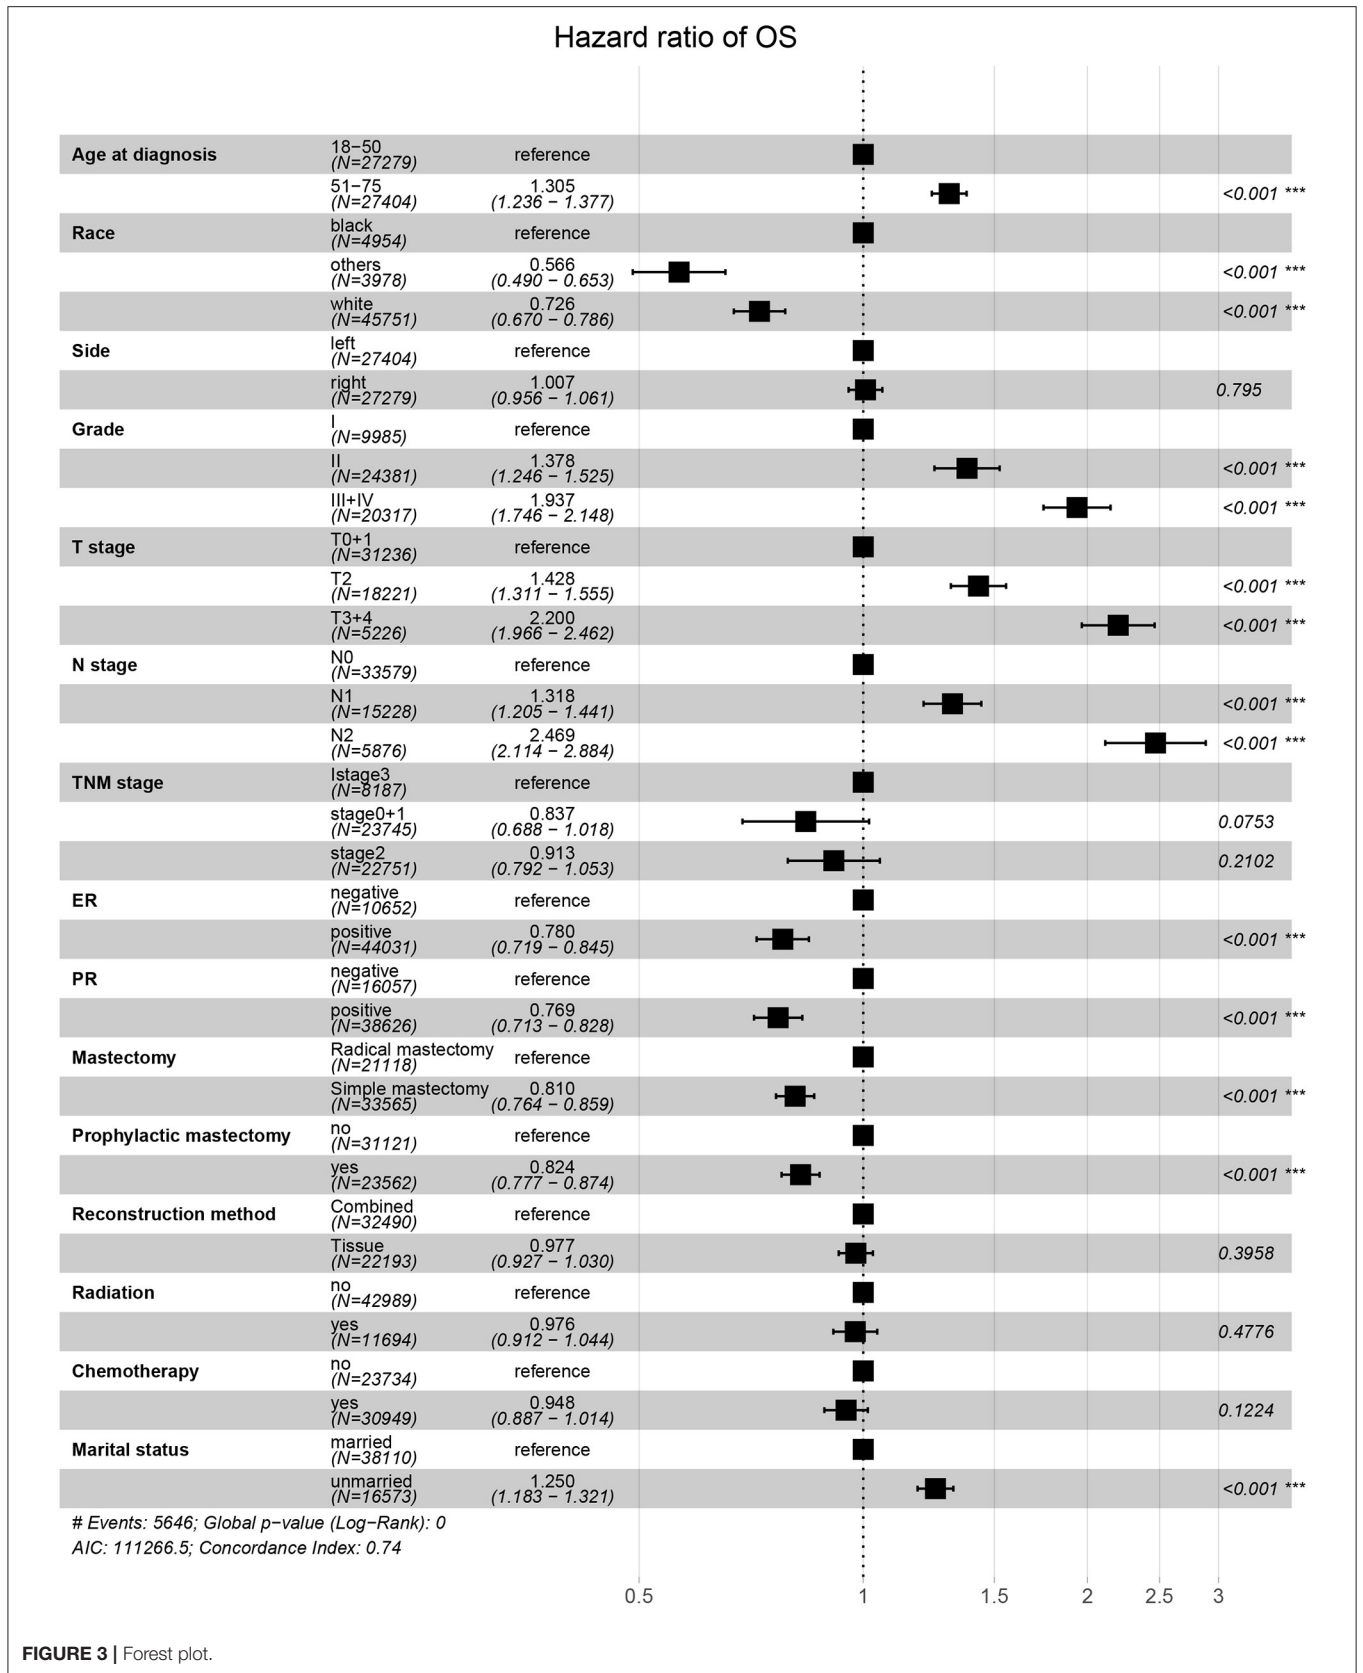 Hazard ratio of OS
Age at diagnosis 18−50 (N=27279) reference
51−75 (N=27404) 1.305 (1.236 − 1.377) <0.001 ***
Race black (N=4954) reference
others (N=3978) 0.566 (0.490 − 0.653) <0.001 ***
white (N=45751) 0.726 (0.670 − 0.786) <0.001 ***
Side left (N=27404) reference
right (N=27279) 1.007 (0.956 − 1.061) 0.795
Grade I (N=9985) reference
II (N=24381) 1.378 (1.246 − 1.525) <0.001 ***
III+IV (N=20317) 1.937 (1.746 − 2.148) <0.001 ***
T stage T0+1 (N=31236) reference
T2 (N=18221) 1.428 (1.311 − 1.555) <0.001 ***
T3+4 (N=5226) 2.200 (1.966 − 2.462) <0.001 ***
N stage N0 (N=33579) reference
N1 (N=15228) 1.318 (1.205 − 1.441) <0.001 ***
N2 (N=5876) 2.469 (2.114 − 2.884) <0.001 ***
TNM stage Istage3 (N=8187) reference
stage0+1 (N=23745) 0.837 (0.688 − 1.018) 0.0753
stage2 (N=22751) 0.913 (0.792 − 1.053) 0.2102
ER negative (N=10652) reference
positive (N=44031) 0.780 (0.719 − 0.845) <0.001 ***
PR negative (N=16057) reference
positive (N=38626) 0.769 (0.713 − 0.828) <0.001 ***
Mastectomy Radical mastectomy (N=21118) reference
Simple mastectomy (N=33565) 0.810 (0.764 − 0.859) <0.001 ***
Prophylactic mastectomy no (N=31121) reference
yes (N=23562) 0.824 (0.777 − 0.874) <0.001 ***
Reconstruction method Combined (N=32490) reference
Tissue (N=22193) 0.977 (0.927 − 1.030) 0.3958
Radiation no (N=42989) reference
yes (N=11694) 0.976 (0.912 − 1.044) 0.4776
Chemotherapy no (N=23734) reference
yes (N=30949) 0.948 (0.887 − 1.014) 0.1224
Marital status married (N=38110) reference
unmarried (N=16573) 1.250 (1.183 − 1.321) <0.001 ***
# Events: 5646; Global p−value (Log−Rank): 0
AIC: 111266.5; Concordance Index: 0.74
0.5 1 1.5 2 2.5 3
FIGURE 3 | Forest plot.